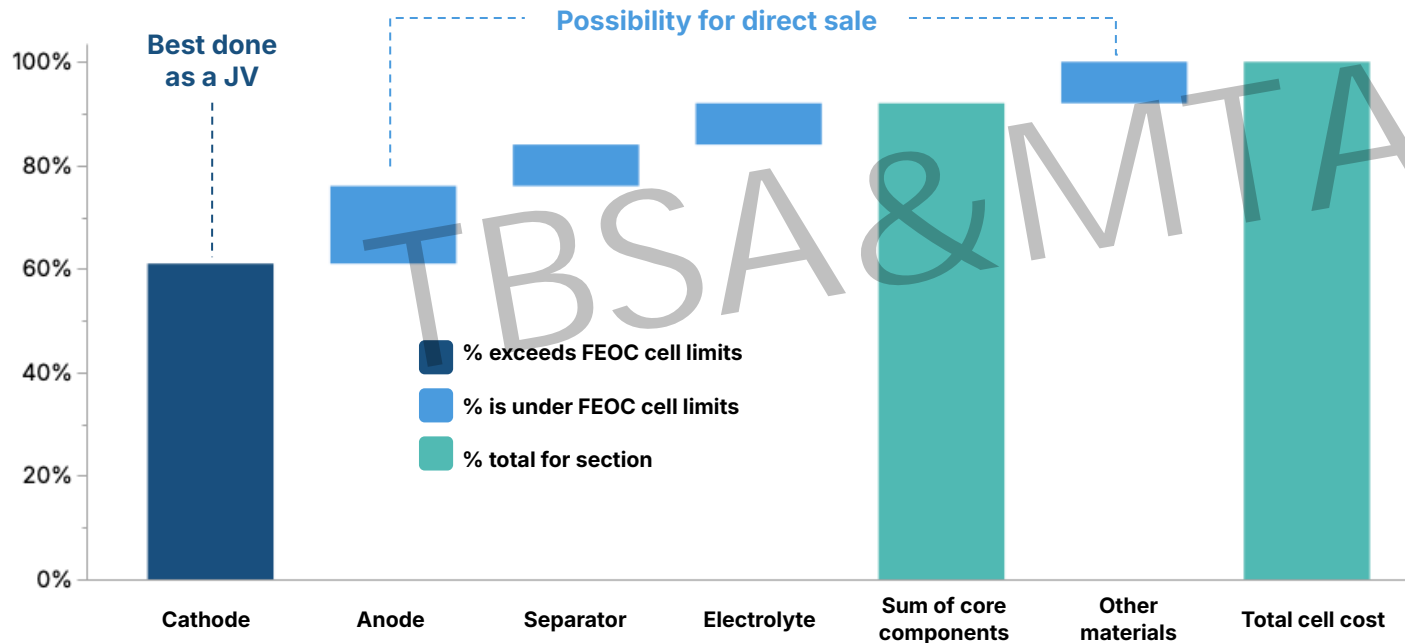 Possibility for direct sale
Best done
as a JV
100%
80%
60%
40%
20%
0%
TBSA&MTA
% exceeds FEOC cell limits
% is under FEOC cell limits
% total for section
Cathode
Anode
Separator
Electrolyte
Sum of core
components
Other
materials
Total cell cost